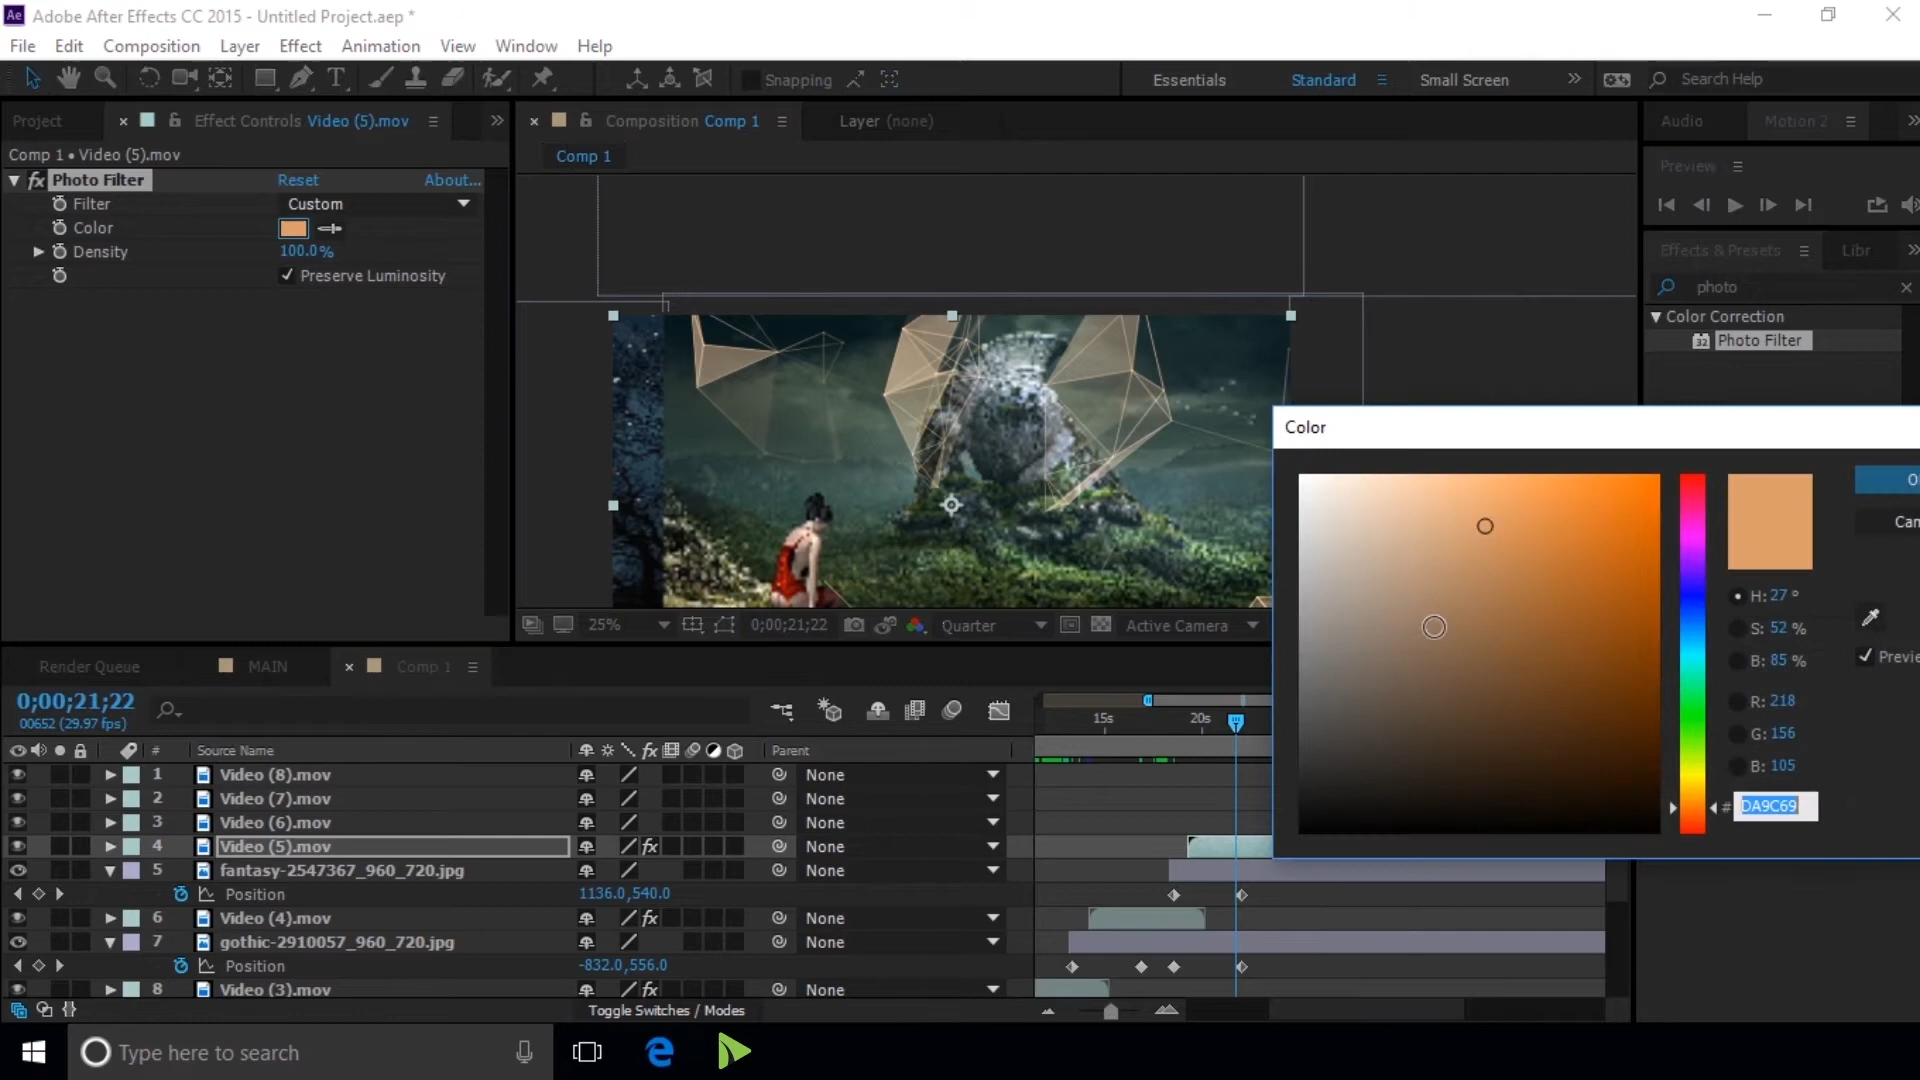 Ae Adobe After Effects CC 2015 - Untitled Project.aep *
File Edit Composition Layer Effect Animation View Window Help
T Snapping Essentials Standard Small Screen Search Help
Project Effect Controls Video (5).mov Composition Comp 1 Layer (none) Audio Motion 2
Comp 1 • Video (5).mov
Comp 1
Preview
fx Photo Filter Reset About...
Filter Custom
Color
Density 100.0%
Preserve Luminosity
Effects & Presets Libr
photo
Color Correction
32 Photo Filter
Color
H: 27 °
S: 52 %
B: 85 %
Previe
R: 218
G: 156
B: 105
# DA9C69
25% 0;00;21;22 Quarter Active Camera
Render Queue MAIN Comp 1
0;00;21;22
00652 (29.97 fps)
15s 20s
# Source Name fx Parent
1 Video (8).mov None
2 Video (7).mov None
3 Video (6).mov None
4 Video (5).mov fx None
5 fantasy-2547367_960_720.jpg None
Position 1136.0,540.0
6 Video (4).mov fx None
7 gothic-2910057_960_720.jpg None
Position -832.0,556.0
8 Video (3).mov fx None
Toggle Switches / Modes
Type here to search